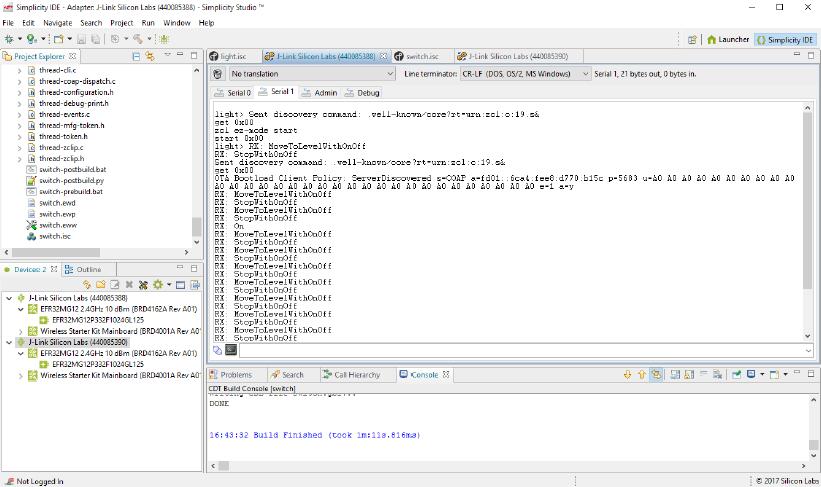 Simplicity IDE - Adapter: J-Link Silicon Labs (440085388) - Simplicity Studio ™
File Edit Navigate Search Project Run Window Help
Launcher Simplicity IDE
Project Explorer
thread-cli.c
thread-coap-dispatch.c
thread-configuration.h
thread-debug-print.h
thread-events.c
thread-mfg-token.h
thread-token.h
thread-zclip.c
thread-zclip.h
switch-postbuild.bat
switch-postbuild.py
switch-prebuild.bat
switch.ewd
switch.ewp
switch.eww
switch.isc
Devices: 2 Outline
J-Link Silicon Labs (440085388)
EFR32MG12 2.4GHz 10 dBm (BRD4162A Rev A01)
EFR32MG12P332F1024GL125
Wireless Starter Kit Mainboard (BRD4001A Rev A01
J-Link Silicon Labs (440085390)
EFR32MG12 2.4GHz 10 dBm (BRD4162A Rev A01)
EFR32MG12P332F1024GL125
Wireless Starter Kit Mainboard (BRD4001A Rev A01
light.isc J-Link Silicon Labs (440085388) switch.isc J-Link Silicon Labs (440085390)
No translation Line terminator: CR-LF (DOS, OS/2, MS Windows) Serial 1, 21 bytes out, 0 bytes in.
Serial 0 Serial 1 Admin Debug
light> Sent discovery command: .well-known/core?rt=urn:zcl:c:19.s&
get 0x00
zcl ez-mode start
start 0x00
light> RX: MoveToLevelWithOnOff
RX: StopWithOnOff
Sent discovery command: .well-known/core?rt=urn:zcl:c:19.s&
get 0x00
OTA Bootload Client Policy: ServerDiscovered s=COAP a=fd01::6ca4:fee8:d770:b15c p=5683 u=A0 A0 A0 A0 A0 A0 A0 A0 A0 A0
A0 A0 A0 A0 A0 A0 A0 A0 A0 A0 A0 A0 A0 A0 A0 A0 A0 A0 A0 A0 A0 e=1 a=y
RX: MoveToLevelWithOnOff
RX: StopWithOnOff
RX: MoveToLevelWithOnOff
RX: StopWithOnOff
RX: On
RX: MoveToLevelWithOnOff
RX: StopWithOnOff
RX: MoveToLevelWithOnOff
RX: StopWithOnOff
RX: MoveToLevelWithOnOff
RX: StopWithOnOff
RX: MoveToLevelWithOnOff
RX: StopWithOnOff
RX: MoveToLevelWithOnOff
RX: StopWithOnOff
RX: MoveToLevelWithOnOff
RX: StopWithOnOff
RX: MoveToLevelWithOnOff
RX: StopWithOnOff
Problems Search Call Hierarchy Console
CDT Build Console [switch]
DONE
16:43:32 Build Finished (took 1m:11s.816ms)
Not Logged In
© 2017 Silicon Labs